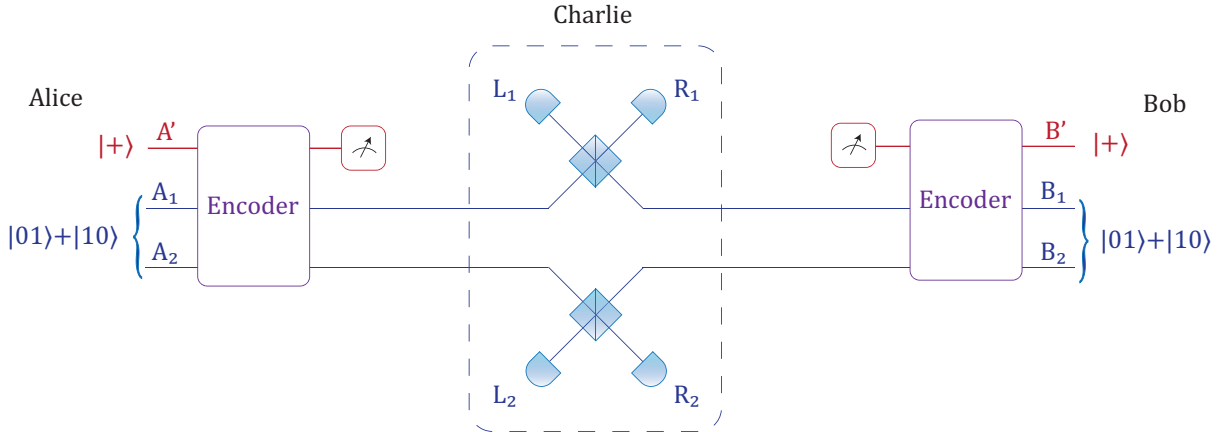 Charlie
L₁ R₁
Alice Bob
|+⟩ A' B' |+⟩
A₁ B₁
Encoder Encoder
|01⟩+|10⟩ |01⟩+|10⟩
A₂ B₂
L₂ R₂